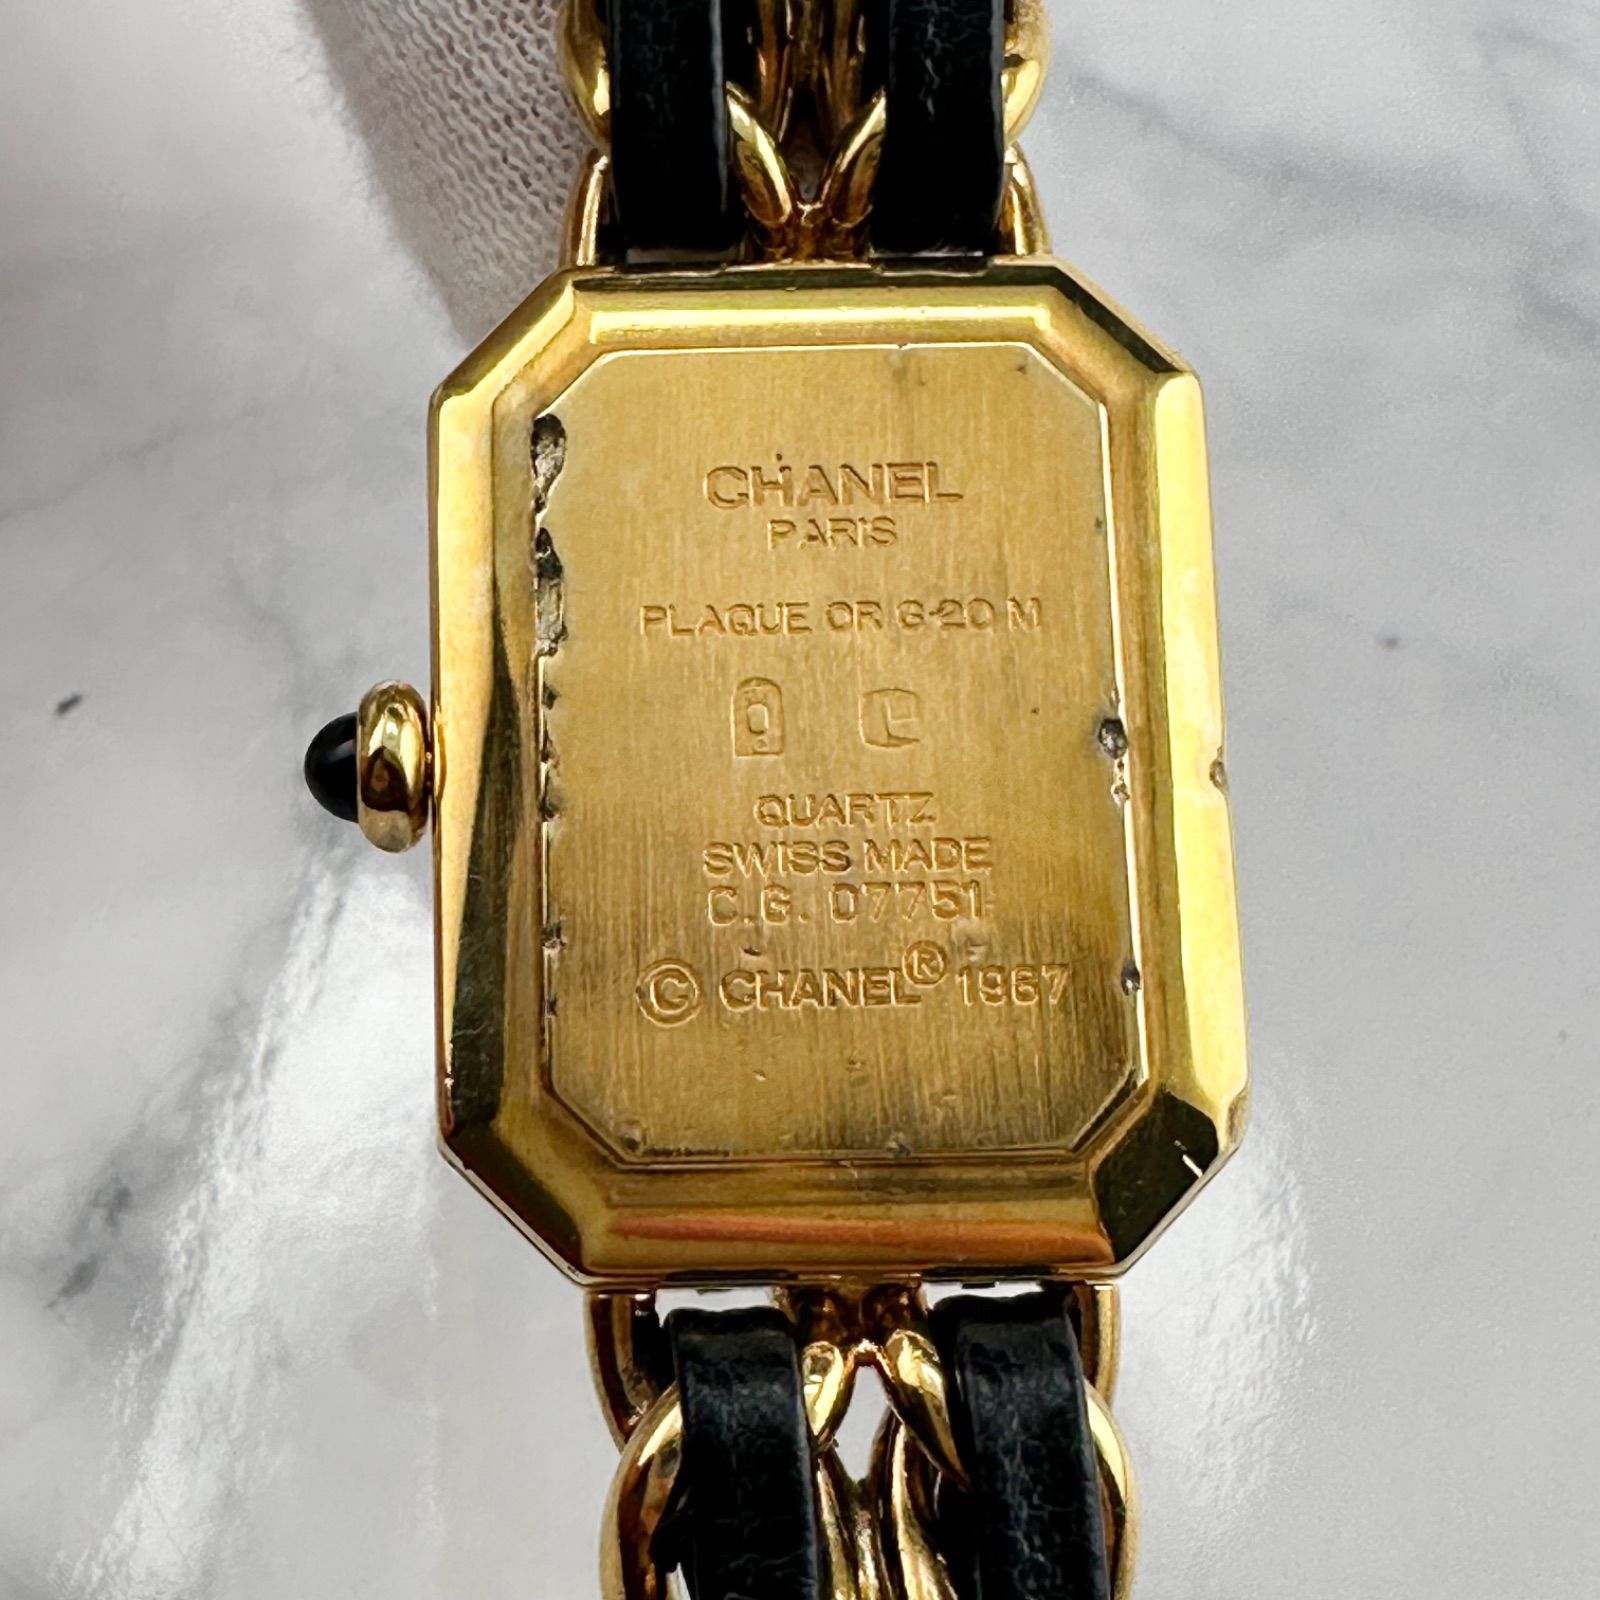 CHANEL
PARIS
PLAQUE OR G-20 M
QUARTZ
SWISS MADE
C.G. 07751
© CHANEL® 1987